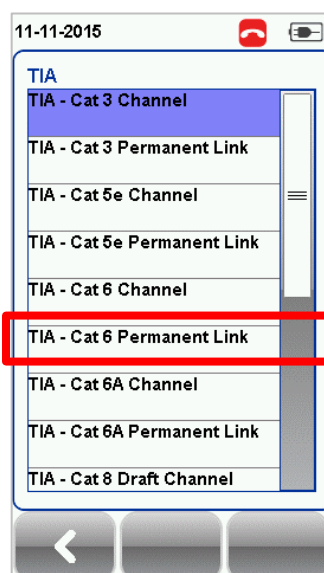 11-11-2015
TIA
TIA - Cat 3 Channel
TIA - Cat 3 Permanent Link
TIA - Cat 5e Channel
TIA - Cat 5e Permanent Link
TIA - Cat 6 Channel
TIA - Cat 6 Permanent Link
TIA - Cat 6A Channel
TIA - Cat 6A Permanent Link
TIA - Cat 8 Draft Channel